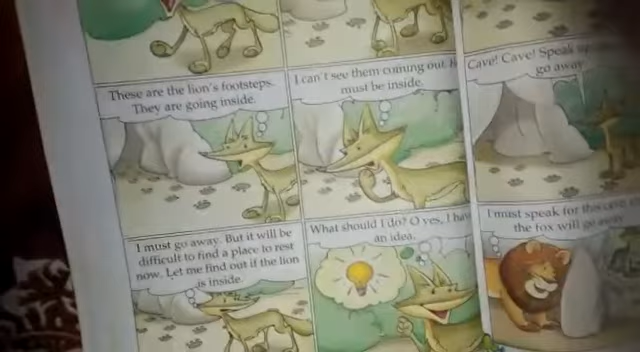 These are the lion's footsteps.
They are going inside.
I can't see them coming out. H
must be inside.
Cave! Cave! Speak
go away
I must go away. But it will be
difficult to find a place to rest
now. Let me find out if the lion
is inside.
What should I do? O yes, I hav
an idea.
I must speak for this cave
the fox will go away